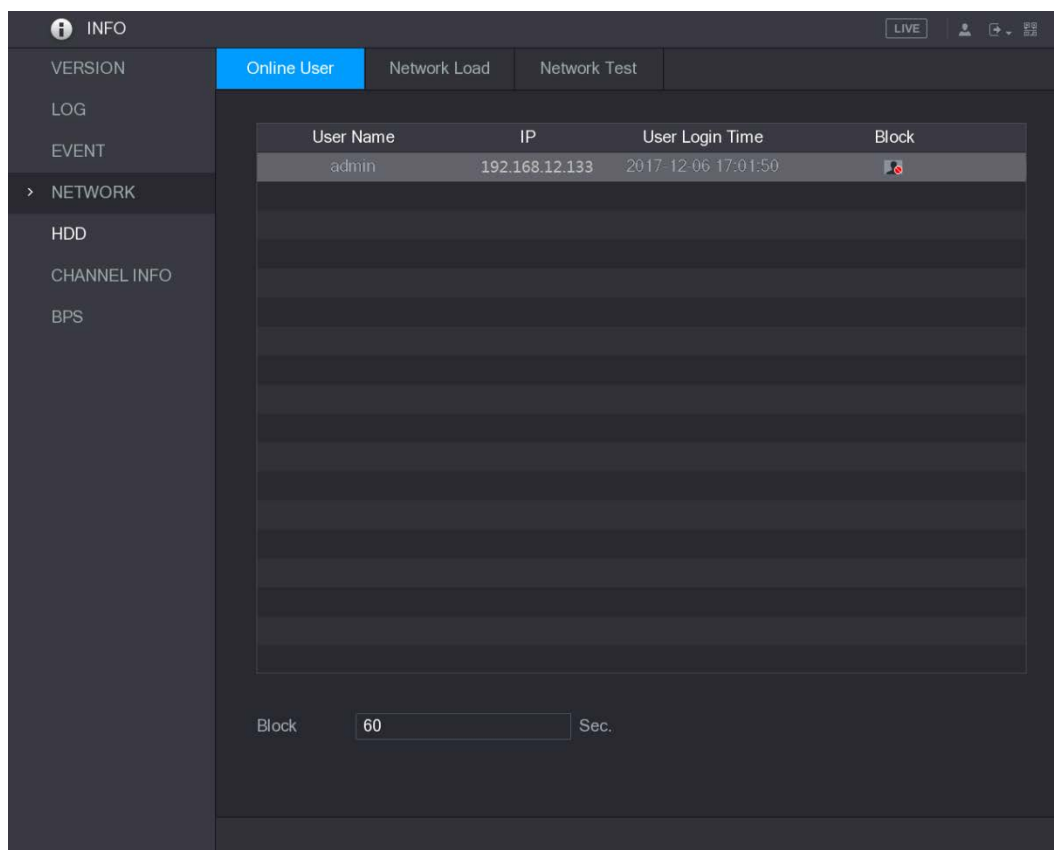 INFO
LIVE
VERSION
Online User Network Load Network Test
LOG
EVENT
User Name IP User Login Time Block
admin 192.168.12.133 2017-12-06 17:01:50
> NETWORK
HDD
CHANNEL INFO
BPS
Block 60 Sec.